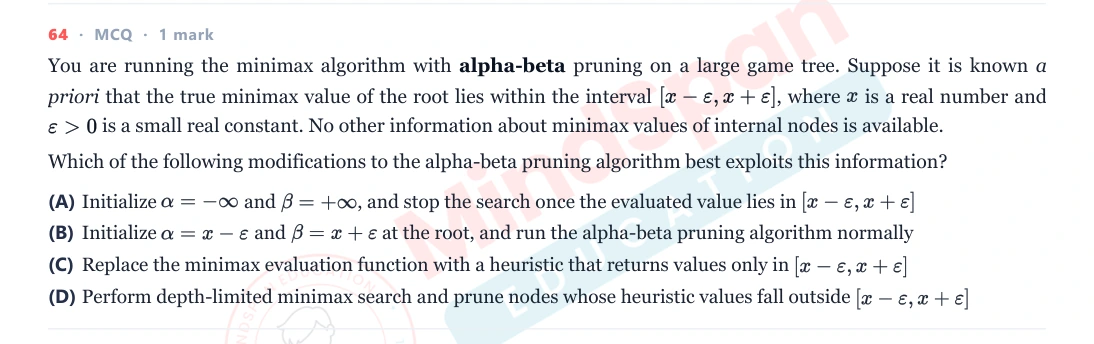 64 · MCQ · 1 mark
You are running the minimax algorithm with alpha-beta pruning on a large game tree. Suppose it is known a
priori that the true minimax value of the root lies within the interval [x − ε, x + ε], where x is a real number and
ε > 0 is a small real constant. No other information about minimax values of internal nodes is available.
Which of the following modifications to the alpha-beta pruning algorithm best exploits this information?
(A) Initialize α = −∞ and β = +∞, and stop the search once the evaluated value lies in [x − ε, x + ε]
(B) Initialize α = x − ε and β = x + ε at the root, and run the alpha-beta pruning algorithm normally
(C) Replace the minimax evaluation function with a heuristic that returns values only in [x − ε, x + ε]
(D) Perform depth-limited minimax search and prune nodes whose heuristic values fall outside [x − ε, x + ε]
MindSpan
EDUCATION